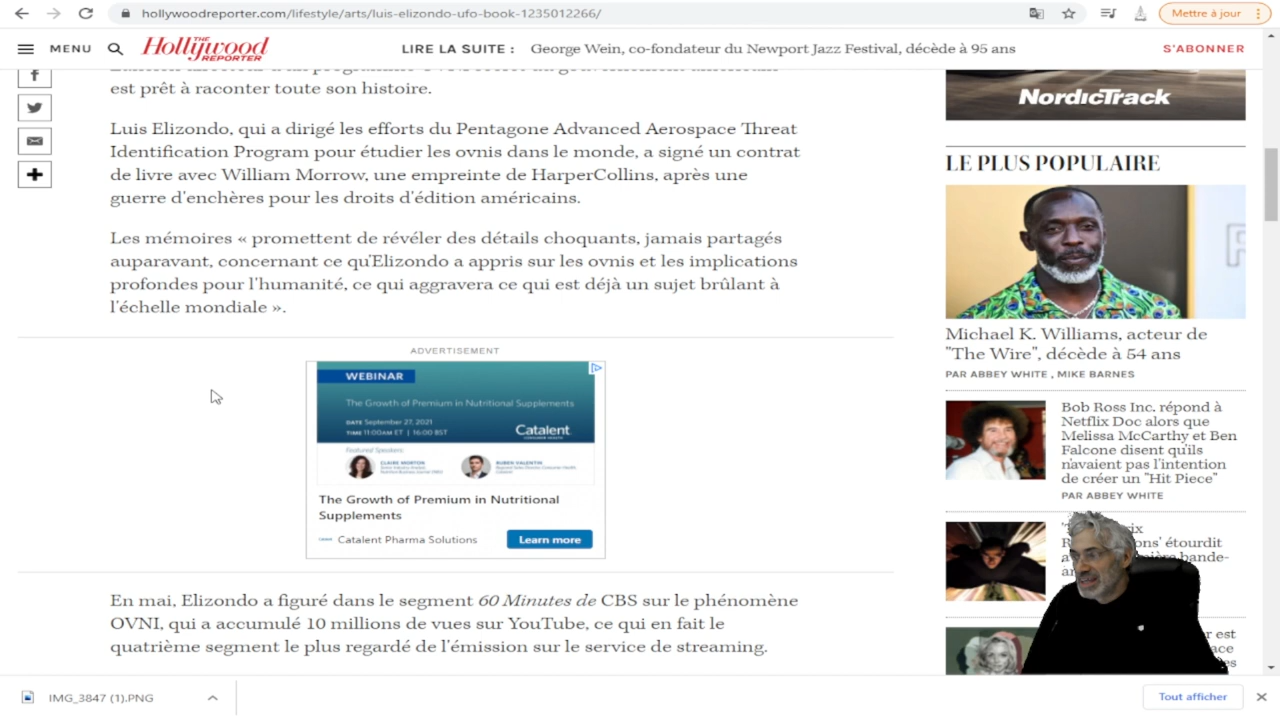 hollywoodreporter.com/lifestyle/arts/luis-elizondo-ufo-book-1235012266/
Mettre à jour
MENU
THE
Hollywood
REPORTER
LIRE LA SUITE : George Wein, co-fondateur du Newport Jazz Festival, décède à 95 ans
S'ABONNER
est prêt à raconter toute son histoire.
Luis Elizondo, qui a dirigé les efforts du Pentagone Advanced Aerospace Threat
Identification Program pour étudier les ovnis dans le monde, a signé un contrat
de livre avec William Morrow, une empreinte de HarperCollins, après une
guerre d'enchères pour les droits d'édition américains.
Les mémoires « promettent de révéler des détails choquants, jamais partagés
auparavant, concernant ce qu'Elizondo a appris sur les ovnis et les implications
profondes pour l'humanité, ce qui aggravera ce qui est déjà un sujet brûlant à
l'échelle mondiale ».
ADVERTISEMENT
WEBINAR
The Growth of Premium in Nutritional Supplements
DATE September 27, 2021
TIME 11:00AM ET | 16:00 BST
Catalent
Featured Speakers:
CLAIRE MORTON
RUBEN VALENTINI
The Growth of Premium in Nutritional
Supplements
Catalent Pharma Solutions
Learn more
En mai, Elizondo a figuré dans le segment 60 Minutes de CBS sur le phénomène
OVNI, qui a accumulé 10 millions de vues sur YouTube, ce qui en fait le
quatrième segment le plus regardé de l'émission sur le service de streaming.
NordicTrack
LE PLUS POPULAIRE
Michael K. Williams, acteur de
"The Wire", décède à 54 ans
PAR ABBEY WHITE , MIKE BARNES
Bob Ross Inc. répond à
Netflix Doc alors que
Melissa McCarthy et Ben
Falcone disent qu'ils
n'avaient pas l'intention
de créer un "Hit Piece"
PAR ABBEY WHITE
étourdit
bande-
est
IMG_3847 (1).PNG
Tout afficher